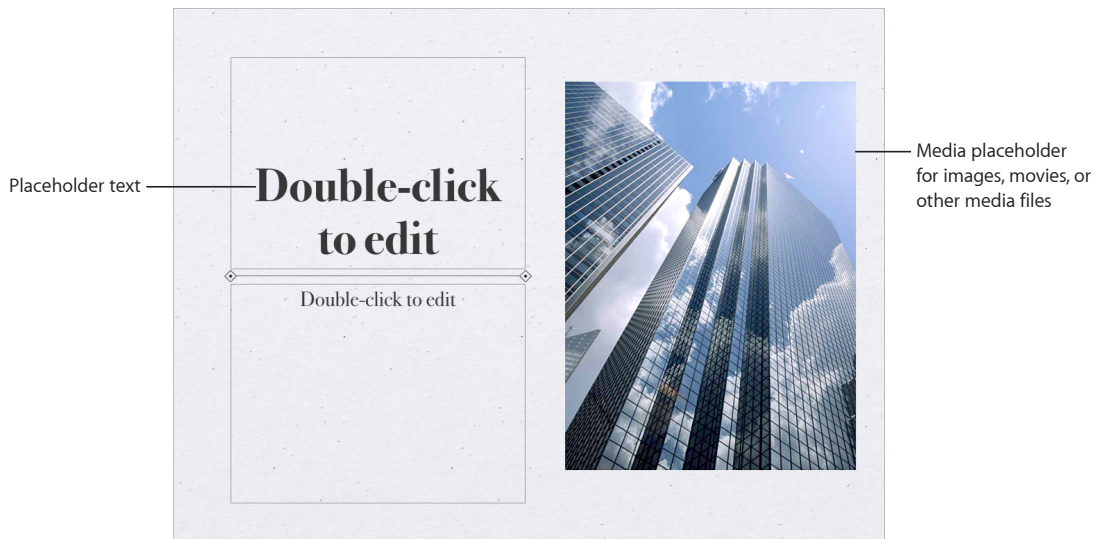 Placeholder text
Double-click
to edit
Double-click to edit
Media placeholder
for images, movies, or
other media files